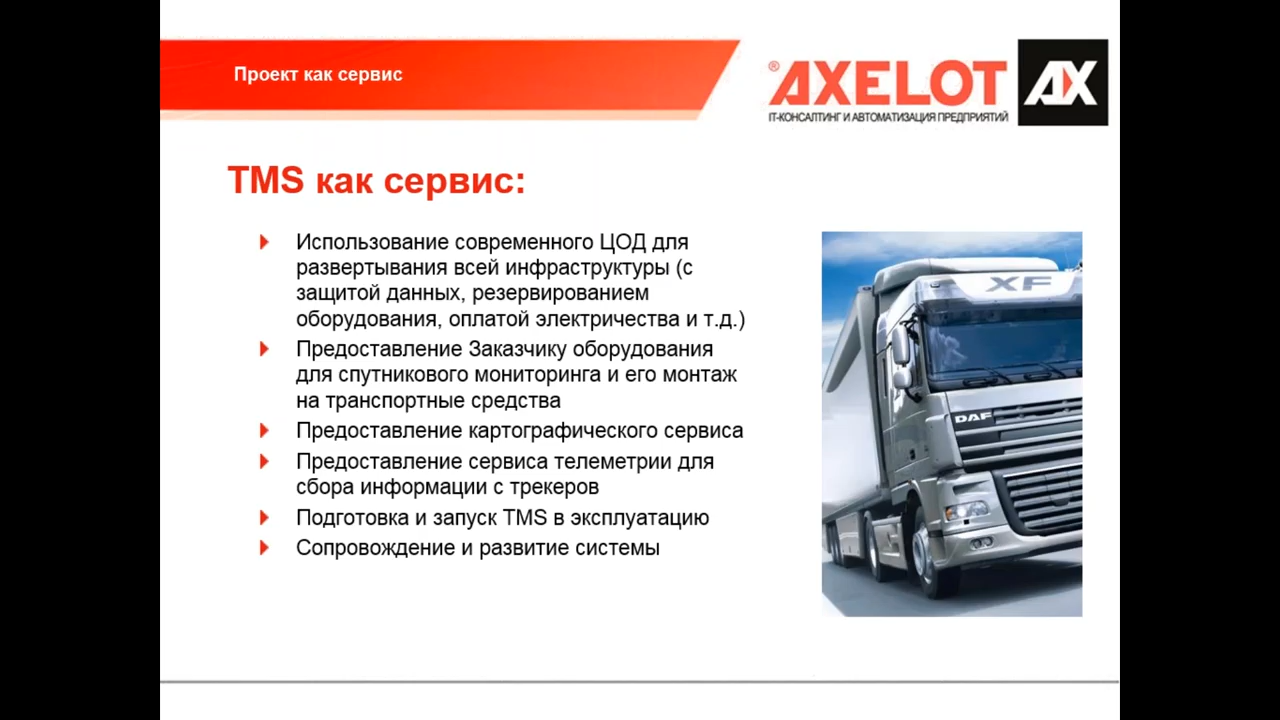 Проект как сервис
®AXELOT AX
IT-КОНСАЛТИНГ И АВТОМАТИЗАЦИЯ ПРЕДПРИЯТИЙ
TMS как сервис:
Использование современного ЦОД для
развертывания всей инфраструктуры (с
защитой данных, резервированием
оборудования, оплатой электричества и т.д.)
Предоставление Заказчику оборудования
для спутникового мониторинга и его монтаж
на транспортные средства
Предоставление картографического сервиса
Предоставление сервиса телеметрии для
сбора информации с трекеров
Подготовка и запуск TMS в эксплуатацию
Сопровождение и развитие системы
XF
DAF